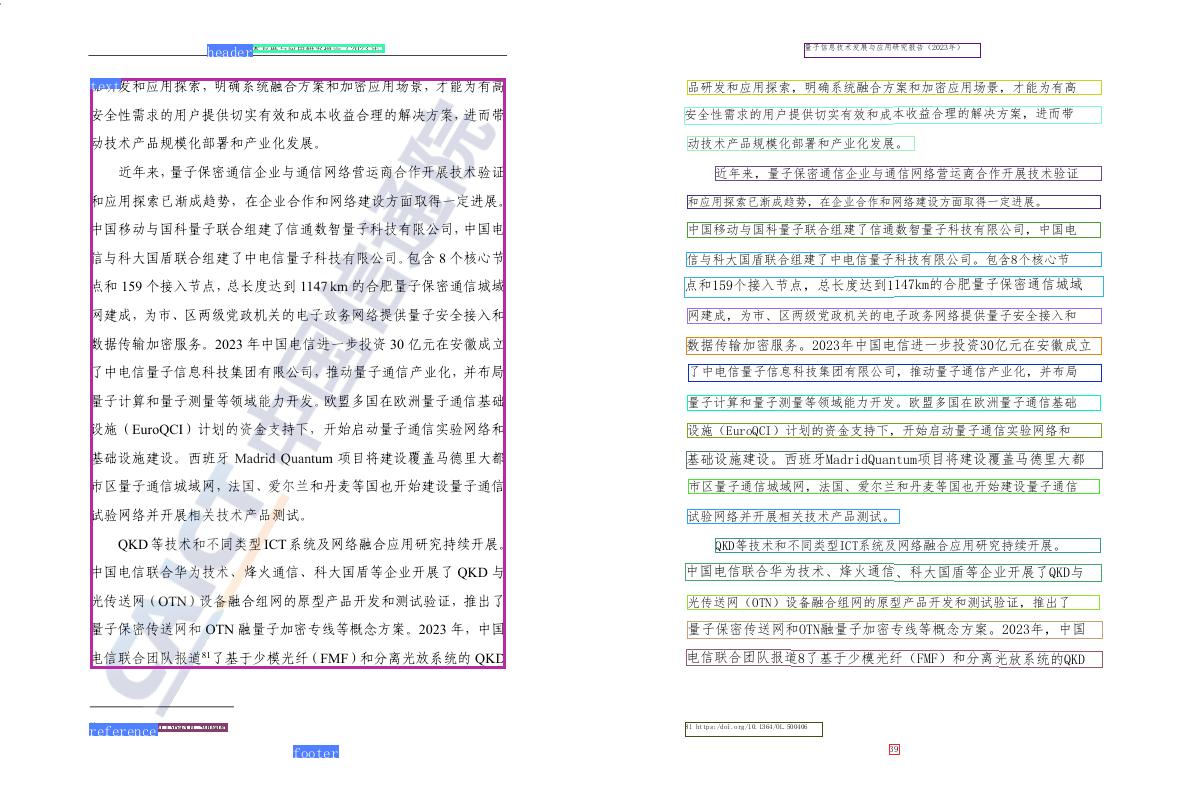 header
text发和应用探索，明确系统融合方案和加密应用场景，才能为有高
安全性需求的用户提供切实有效和成本收益合理的解决方案，进而带
动技术产品规模化部署和产业化发展。
近年来，量子保密通信企业与通信网络营运商合作开展技术验证
和应用探索已渐成趋势，在企业合作和网络建设方面取得一定进展。
中国移动与国科量子联合组建了信通数智量子科技有限公司，中国电
信与科大国盾联合组建了中电信量子科技有限公司。包含 8 个核心节
点和 159 个接入节点，总长度达到 1147 km 的合肥量子保密通信城域
网建成，为市、区两级党政机关的电子政务网络提供量子安全接入和
数据传输加密服务。2023 年中国电信进一步投资 30 亿元在安徽成立
了中电信量子信息科技集团有限公司，推动量子通信产业化，并布局
量子计算和量子测量等领域能力开发。欧盟多国在欧洲量子通信基础
设施（EuroQCI）计划的资金支持下，开始启动量子通信实验网络和
基础设施建设。西班牙 Madrid Quantum 项目将建设覆盖马德里大都
市区量子通信城域网，法国、爱尔兰和丹麦等国也开始建设量子通信
试验网络并开展相关技术产品测试。
QKD 等技术和不同类型 ICT 系统及网络融合应用研究持续开展。
中国电信联合华为技术、烽火通信、科大国盾等企业开展了 QKD 与
光传送网（OTN）设备融合组网的原型产品开发和测试验证，推出了
量子保密传送网和 OTN 融量子加密专线等概念方案。2023 年，中国
电信联合团队报道81了基于少模光纤（FMF）和分离光放系统的 QKD
CAICT 中国信通院
reference
footer
量子信息技术发展与应用研究报告（2023年）
品研发和应用探索，明确系统融合方案和加密应用场景，才能为有高
安全性需求的用户提供切实有效和成本收益合理的解决方案，进而带
动技术产品规模化部署和产业化发展。
近年来，量子保密通信企业与通信网络营运商合作开展技术验证
和应用探索已渐成趋势，在企业合作和网络建设方面取得一定进展。
中国移动与国科量子联合组建了信通数智量子科技有限公司，中国电
信与科大国盾联合组建了中电信量子科技有限公司。包含8个核心节
点和159个接入节点，总长度达到1147km的合肥量子保密通信城域
网建成，为市、区两级党政机关的电子政务网络提供量子安全接入和
数据传输加密服务。2023年中国电信进一步投资30亿元在安徽成立
了中电信量子信息科技集团有限公司，推动量子通信产业化，并布局
量子计算和量子测量等领域能力开发。欧盟多国在欧洲量子通信基础
设施（EuroQCI）计划的资金支持下，开始启动量子通信实验网络和
基础设施建设。西班牙MadridQuantum项目将建设覆盖马德里大都
市区量子通信城域网，法国、爱尔兰和丹麦等国也开始建设量子通信
试验网络并开展相关技术产品测试。
QKD等技术和不同类型ICT系统及网络融合应用研究持续开展。
中国电信联合华为技术、烽火通信、科大国盾等企业开展了QKD与
光传送网（OTN）设备融合组网的原型产品开发和测试验证，推出了
量子保密传送网和OTN融量子加密专线等概念方案。2023年，中国
电信联合团队报道8了基于少模光纤（FMF）和分离光放系统的QKD
81 https:/doi.org/10.1364/OL.500406
39